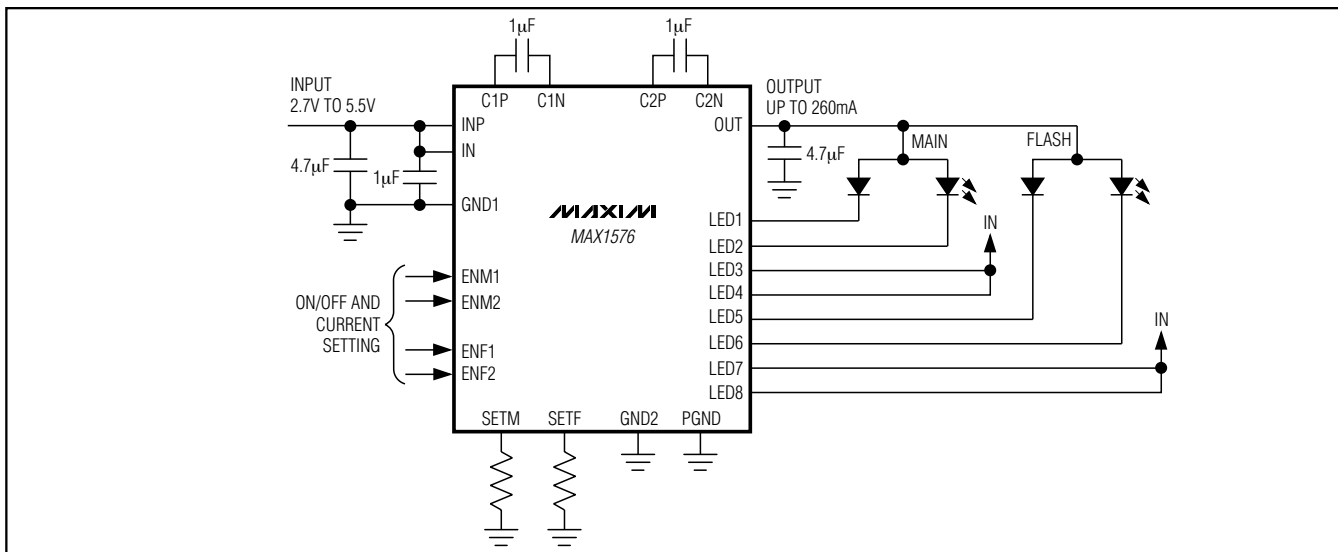 1µF
1µF
INPUT
2.7V TO 5.5V
OUTPUT
UP TO 260mA
C1P
C1N
C2P
C2N
INP
IN
OUT
MAIN
FLASH
4.7µF
1µF
4.7µF
GND1
MAXIM
MAX1576
LED1
LED2
IN
LED3
LED4
LED5
LED6
IN
LED7
LED8
ENM1
ENM2
ON/OFF AND
CURRENT
SETTING
ENF1
ENF2
SETM
SETF
GND2
PGND